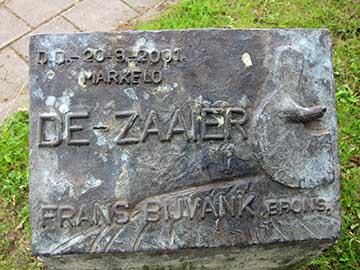 D.D.-20-8-2001.
MARKELO
DE-ZAAIER
FRANS.BIJVANK.BRONS.